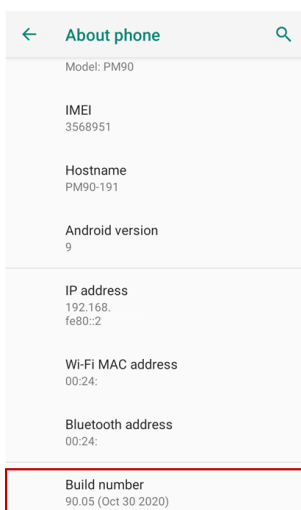 About phone
Model: PM90
IMEI
3568951
Hostname
PM90-191
Android version
9
IP address
192.168.
fe80::2
Wi-Fi MAC address
00:24:
Bluetooth address
00:24:
Build number
90.05 (Oct 30 2020)